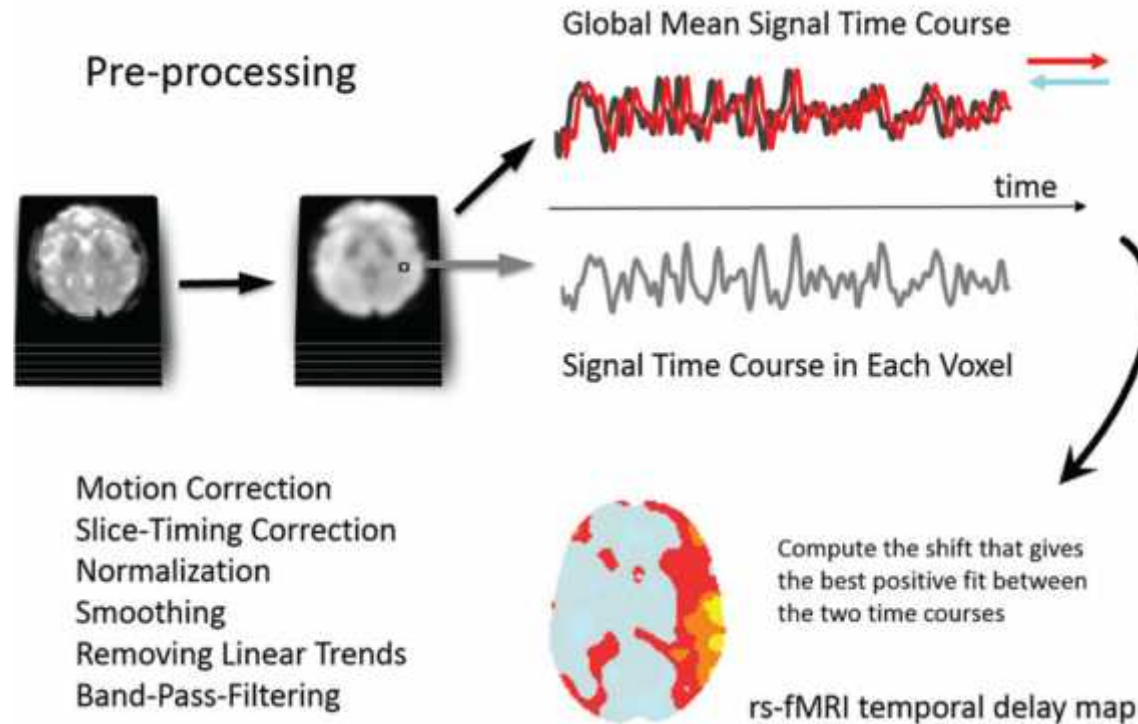 Global Mean Signal Time Course
Pre-processing
time
Signal Time Course in Each Voxel
Motion Correction
Slice-Timing Correction
Normalization
Smoothing
Removing Linear Trends
Band-Pass-Filtering
Compute the shift that gives
the best positive fit between
the two time courses
rs-fMRI temporal delay map